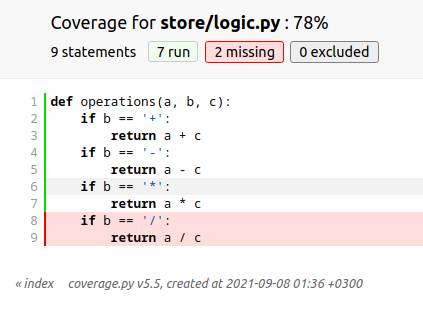 Coverage for store/logic.py : 78%
9 statements 7 run 2 missing 0 excluded
1 def operations(a, b, c):
2     if b == '+':
3         return a + c
4     if b == '-':
5         return a - c
6     if b == '*':
7         return a * c
8     if b == '/':
9         return a / c
« index coverage.py v5.5, created at 2021-09-08 01:36 +0300